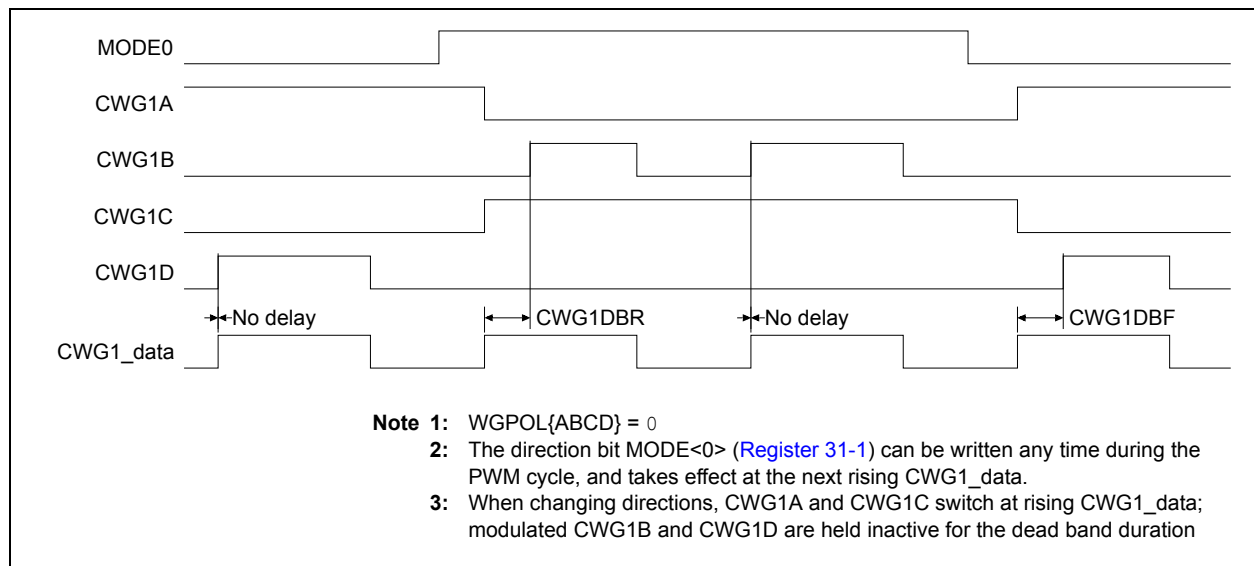 MODE0
CWG1A
CWG1B
CWG1C
CWG1D
No delay CWG1DBR No delay CWG1DBF
CWG1_data
Note 1: WGPOL{ABCD} = 0
2: The direction bit MODE<0> (Register 31-1) can be written any time during the
PWM cycle, and takes effect at the next rising CWG1_data.
3: When changing directions, CWG1A and CWG1C switch at rising CWG1_data;
modulated CWG1B and CWG1D are held inactive for the dead band duration